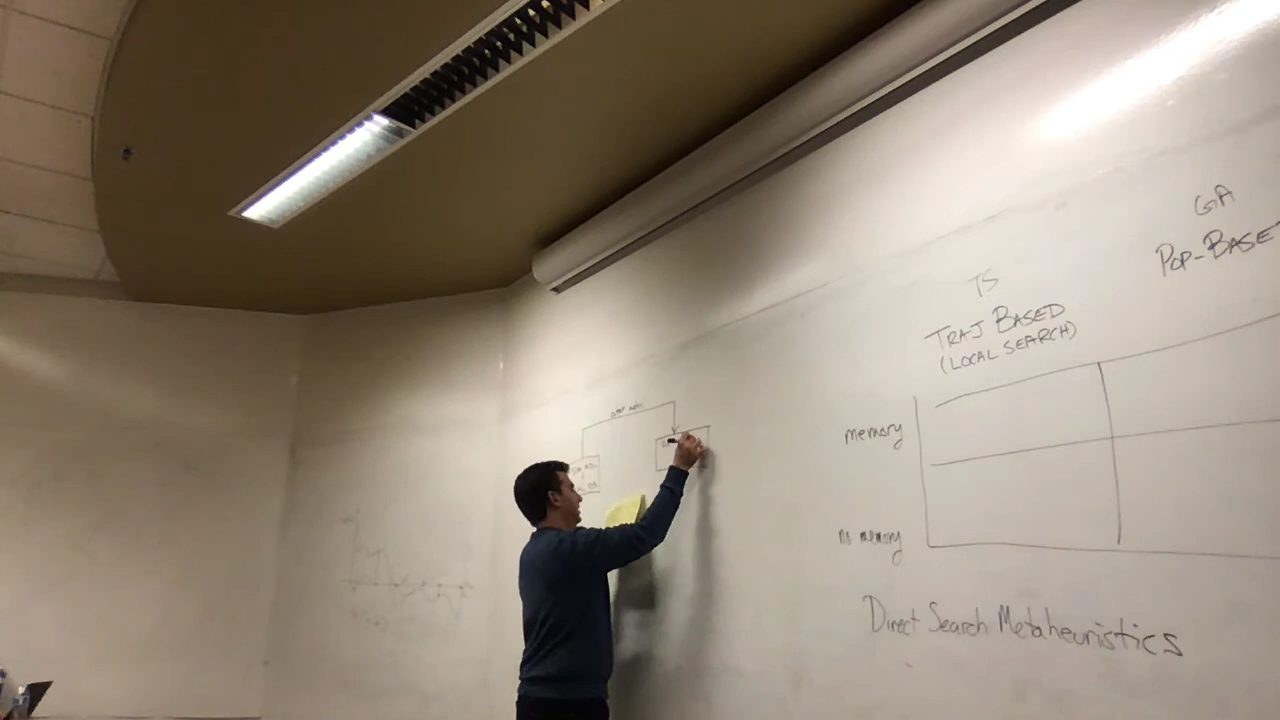 GA
POP-BASE
TS
TRAJ BASED
(LOCAL SEARCH)
memory
no memory
Direct Search Metaheuristics